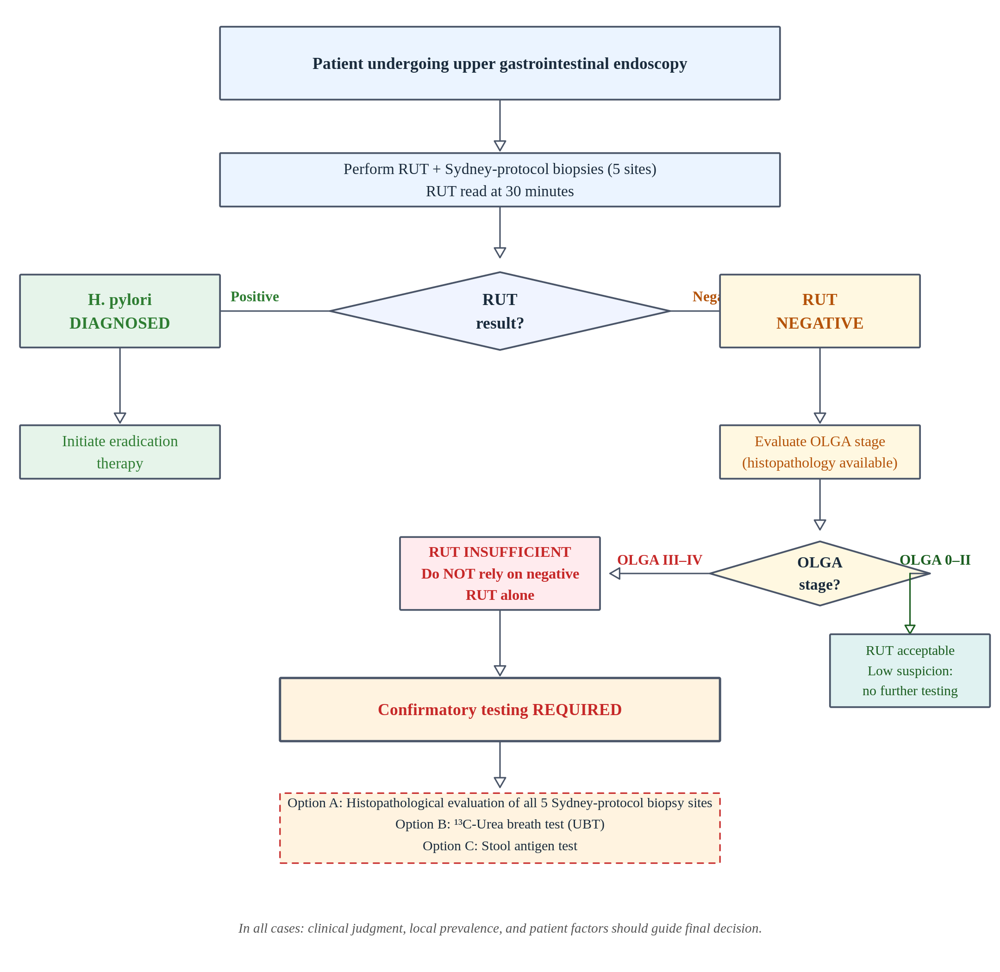 Patient undergoing upper gastrointestinal endoscopy
Perform RUT + Sydney-protocol biopsies (5 sites)
RUT read at 30 minutes
H. pylori
DIAGNOSED
Positive
RUT
result?
RUT
NEGATIVE
Initiate eradication
therapy
Evaluate OLGA stage
(histopathology available)
RUT INSUFFICIENT
Do NOT rely on negative
RUT alone
OLGA III–IV
OLGA
stage?
OLGA 0–II
RUT acceptable
Low suspicion:
no further testing
Confirmatory testing REQUIRED
Option A: Histopathological evaluation of all 5 Sydney-protocol biopsy sites
Option B: ¹³C-Urea breath test (UBT)
Option C: Stool antigen test
In all cases: clinical judgment, local prevalence, and patient factors should guide final decision.